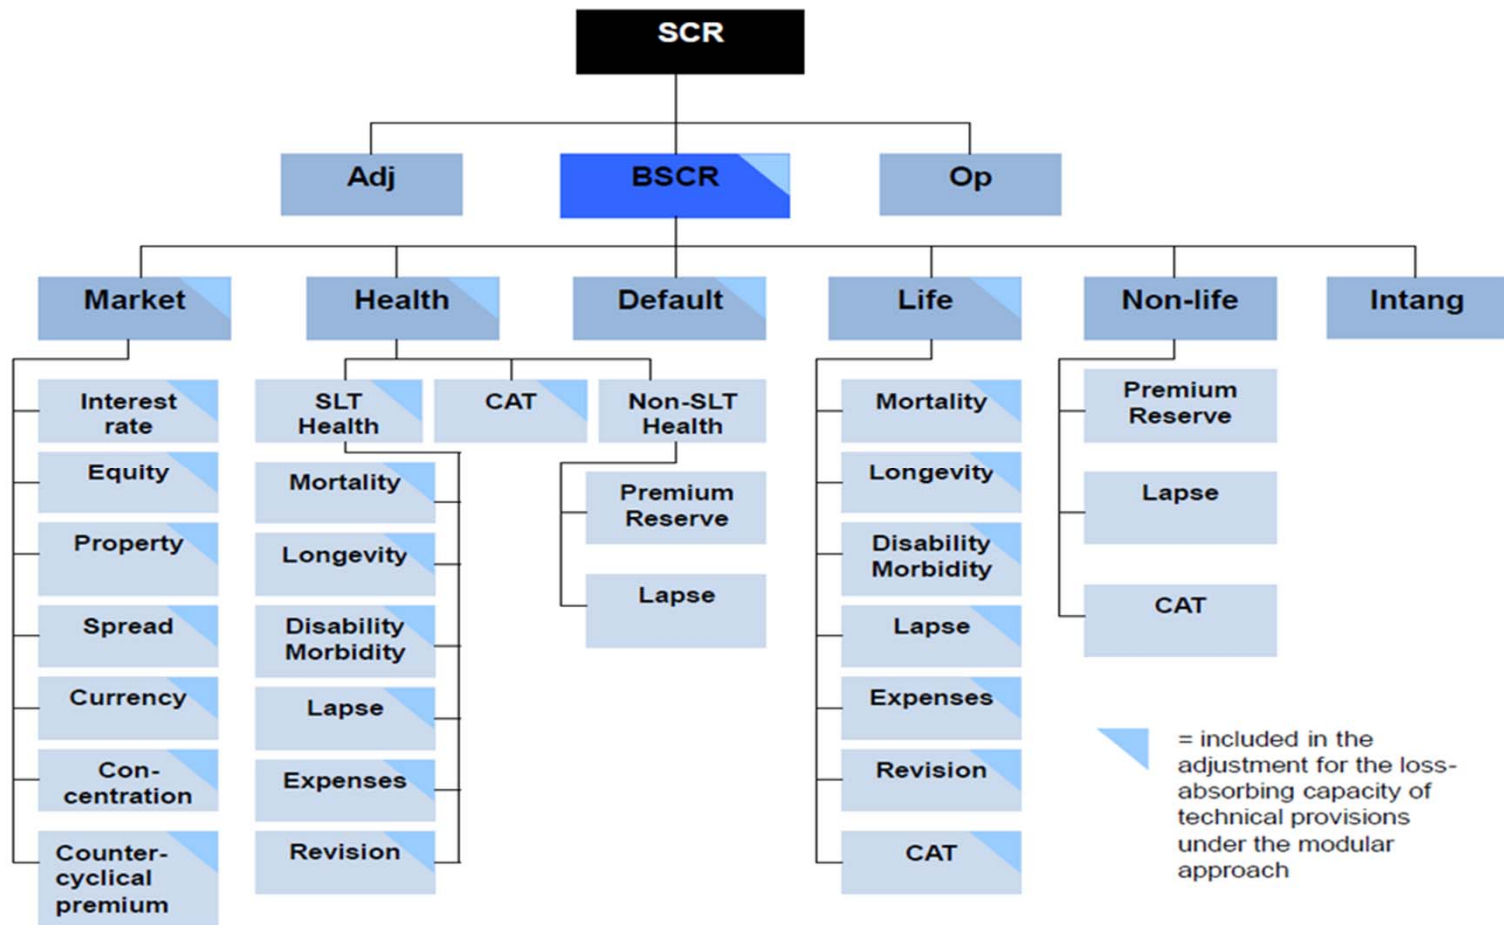 SCR
Adj
BSCR
Op
Market
Health
Default
Life
Non-life
Intang
Interest
rate
Equity
Property
Spread
Currency
Con-
centration
Counter-
cyclical
premium
SLT
Health
CAT
Non-SLT
Health
Mortality
Longevity
Disability
Morbidity
Lapse
Expenses
Revision
Premium
Reserve
Lapse
Mortality
Longevity
Disability
Morbidity
Lapse
Expenses
Revision
CAT
Premium
Reserve
Lapse
CAT
= included in the
adjustment for the loss-
absorbing capacity of
technical provisions
under the modular
approach